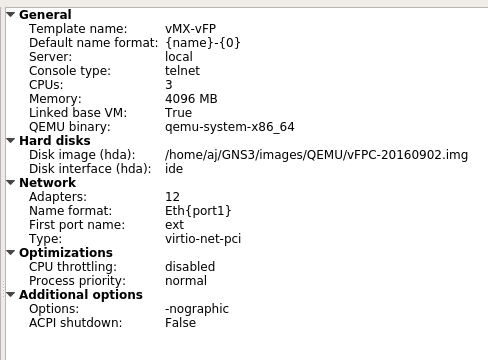 General
Template name: vMX-vFP
Default name format: {name}-{0}
Server: local
Console type: telnet
CPUs: 3
Memory: 4096 MB
Linked base VM: True
QEMU binary: qemu-system-x86_64
Hard disks
Disk image (hda): /home/aj/GNS3/images/QEMU/vFPC-20160902.img
Disk interface (hda): ide
Network
Adapters: 12
Name format: Eth{port1}
First port name: ext
Type: virtio-net-pci
Optimizations
CPU throttling: disabled
Process priority: normal
Additional options
Options: -nographic
ACPI shutdown: False